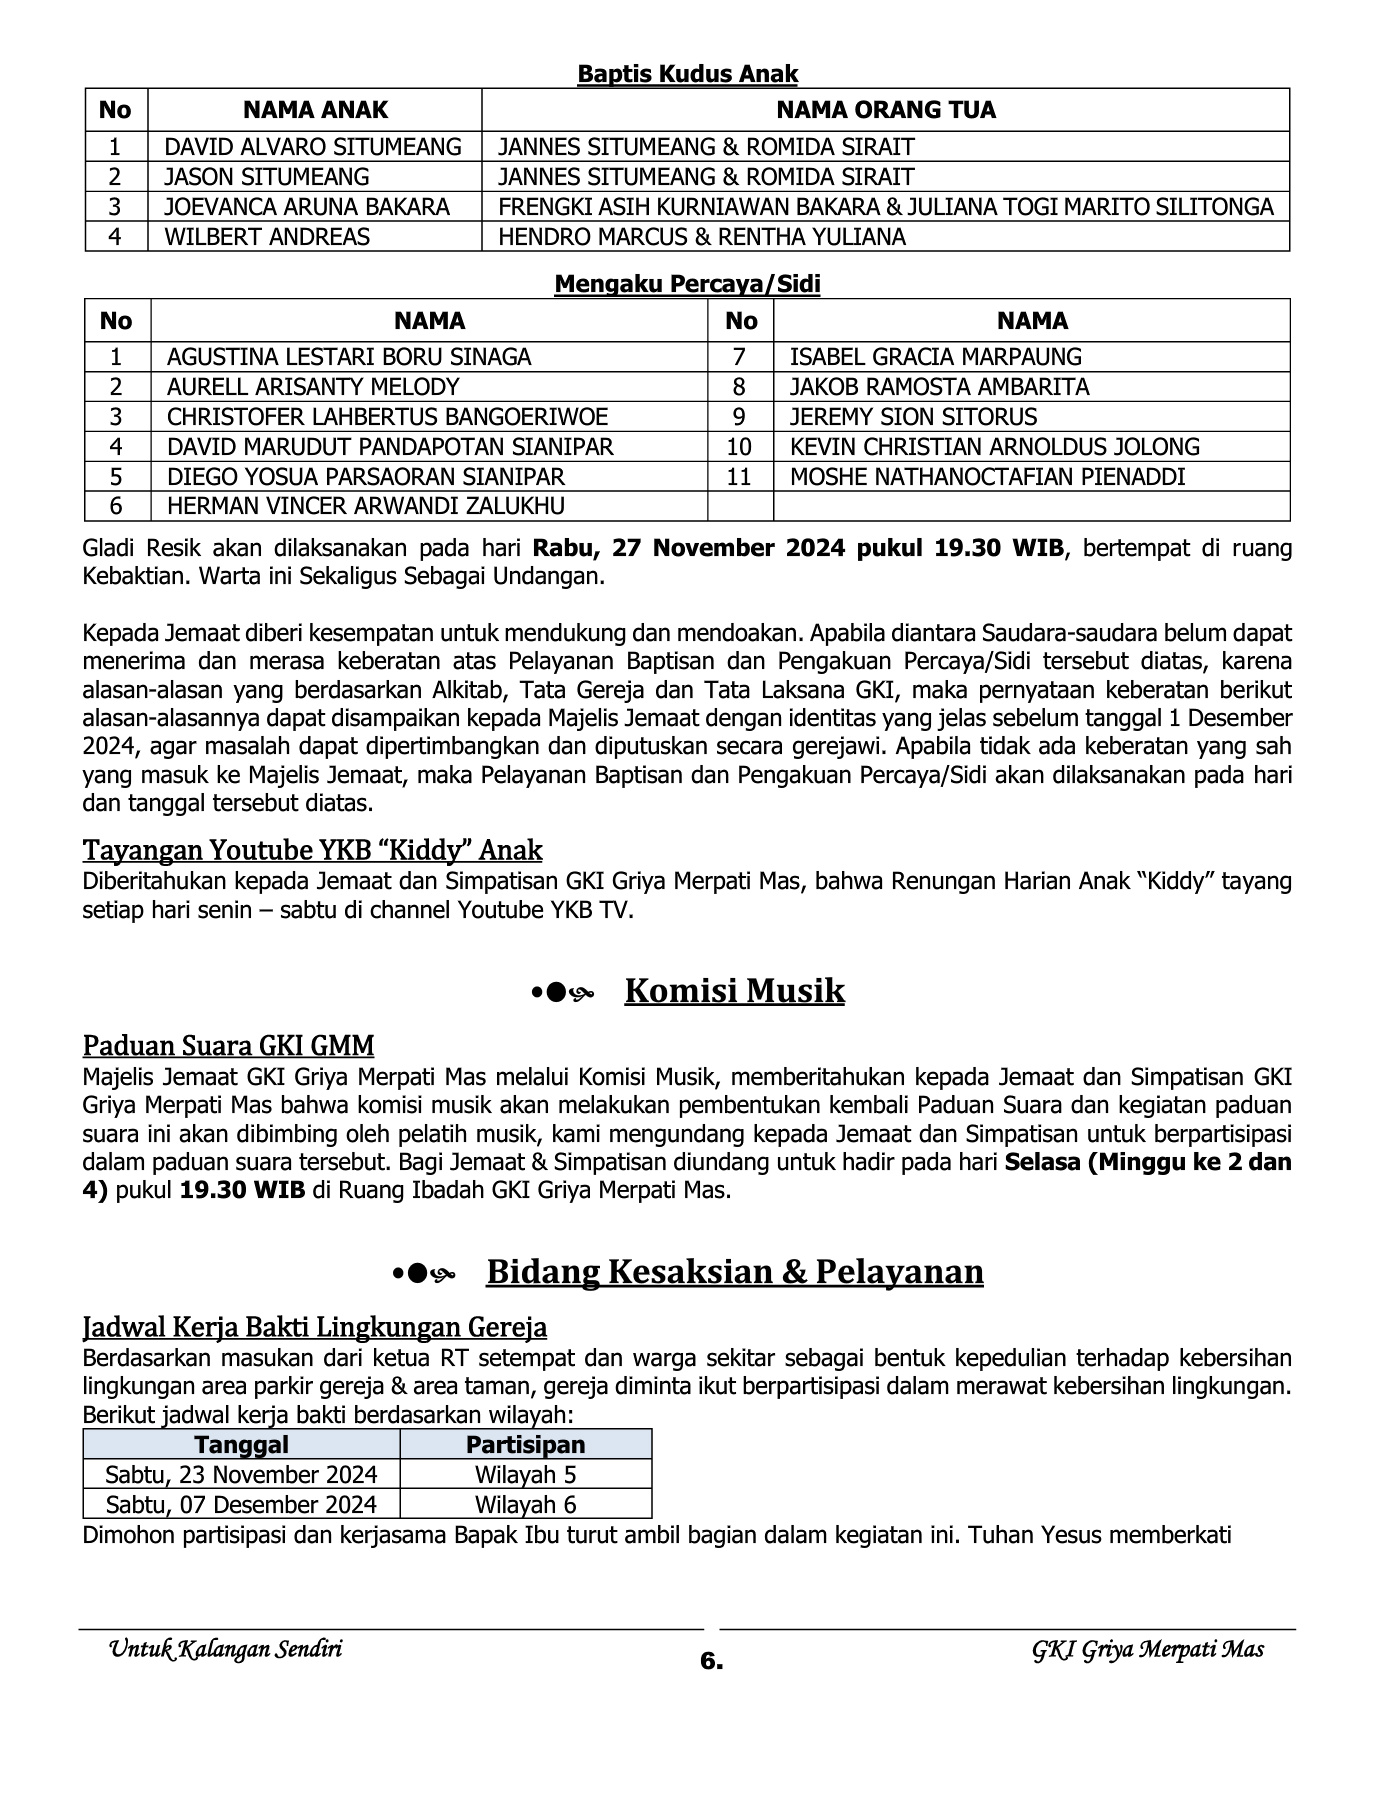 Baptis Kudus Anak
No NAMA ANAK NAMA ORANG TUA
1 DAVID ALVARO SITUMEANG JANNES SITUMEANG & ROMIDA SIRAIT
2 JASON SITUMEANG JANNES SITUMEANG & ROMIDA SIRAIT
3 JOEVANCA ARUNA BAKARA FRENGKI ASIH KURNIAWAN BAKARA & JULIANA TOGI MARITO SILITONGA
4 WILBERT ANDREAS HENDRO MARCUS & RENTHA YULIANA
Mengaku Percaya/Sidi
No NAMA No NAMA
1 AGUSTINA LESTARI BORU SINAGA 7 ISABEL GRACIA MARPAUNG
2 AURELL ARISANTY MELODY 8 JAKOB RAMOSTA AMBARITA
3 CHRISTOFER LAHBERTUS BANGOERIWOE 9 JEREMY SION SITORUS
4 DAVID MARUDUT PANDAPOTAN SIANIPAR 10 KEVIN CHRISTIAN ARNOLDUS JOLONG
5 DIEGO YOSUA PARSAORAN SIANIPAR 11 MOSHE NATHANOCTAFIAN PIENADDI
6 HERMAN VINCER ARWANDI ZALUKHU
Gladi Resik akan dilaksanakan pada hari Rabu, 27 November 2024 pukul 19.30 WIB, bertempat di ruang
Kebaktian. Warta ini Sekaligus Sebagai Undangan.
Kepada Jemaat diberi kesempatan untuk mendukung dan mendoakan. Apabila diantara Saudara-saudara belum dapat
menerima dan merasa keberatan atas Pelayanan Baptisan dan Pengakuan Percaya/Sidi tersebut diatas, karena
alasan-alasan yang berdasarkan Alkitab, Tata Gereja dan Tata Laksana GKI, maka pernyataan keberatan berikut
alasan-alasannya dapat disampaikan kepada Majelis Jemaat dengan identitas yang jelas sebelum tanggal 1 Desember
2024, agar masalah dapat dipertimbangkan dan diputuskan secara gerejawi. Apabila tidak ada keberatan yang sah
yang masuk ke Majelis Jemaat, maka Pelayanan Baptisan dan Pengakuan Percaya/Sidi akan dilaksanakan pada hari
dan tanggal tersebut diatas.
Tayangan Youtube YKB “Kiddy” Anak
Diberitahukan kepada Jemaat dan Simpatisan GKI Griya Merpati Mas, bahwa Renungan Harian Anak “Kiddy” tayang
setiap hari senin – sabtu di channel Youtube YKB TV.
Komisi Musik
Paduan Suara GKI GMM
Majelis Jemaat GKI Griya Merpati Mas melalui Komisi Musik, memberitahukan kepada Jemaat dan Simpatisan GKI
Griya Merpati Mas bahwa komisi musik akan melakukan pembentukan kembali Paduan Suara dan kegiatan paduan
suara ini akan dibimbing oleh pelatih musik, kami mengundang kepada Jemaat dan Simpatisan untuk berpartisipasi
dalam paduan suara tersebut. Bagi Jemaat & Simpatisan diundang untuk hadir pada hari Selasa (Minggu ke 2 dan
4) pukul 19.30 WIB di Ruang Ibadah GKI Griya Merpati Mas.
Bidang Kesaksian & Pelayanan
Jadwal Kerja Bakti Lingkungan Gereja
Berdasarkan masukan dari ketua RT setempat dan warga sekitar sebagai bentuk kepedulian terhadap kebersihan
lingkungan area parkir gereja & area taman, gereja diminta ikut berpartisipasi dalam merawat kebersihan lingkungan.
Berikut jadwal kerja bakti berdasarkan wilayah:
Tanggal Partisipan
Sabtu, 23 November 2024 Wilayah 5
Sabtu, 07 Desember 2024 Wilayah 6
Dimohon partisipasi dan kerjasama Bapak Ibu turut ambil bagian dalam kegiatan ini. Tuhan Yesus memberkati
Untuk Kalangan Sendiri
6.
GKI Griya Merpati Mas